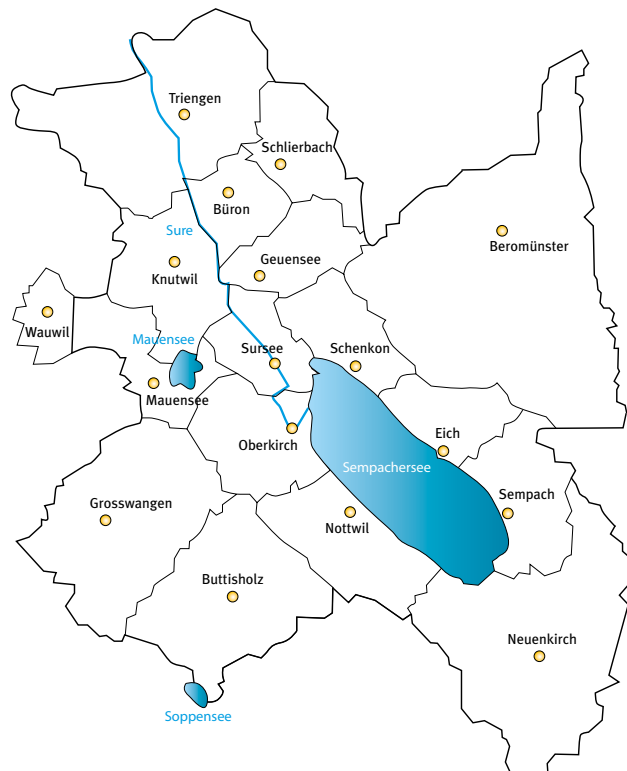 Triengen
Schlierbach
Büron
Sure
Beromünster
Geuensee
Knutwil
Wauwil
Mauensee
Sursee
Schenkon
Mauensee
Eich
Oberkirch
Sempachersee
Grosswangen
Sempach
Nottwil
Buttisholz
Neuenkirch
Soppensee